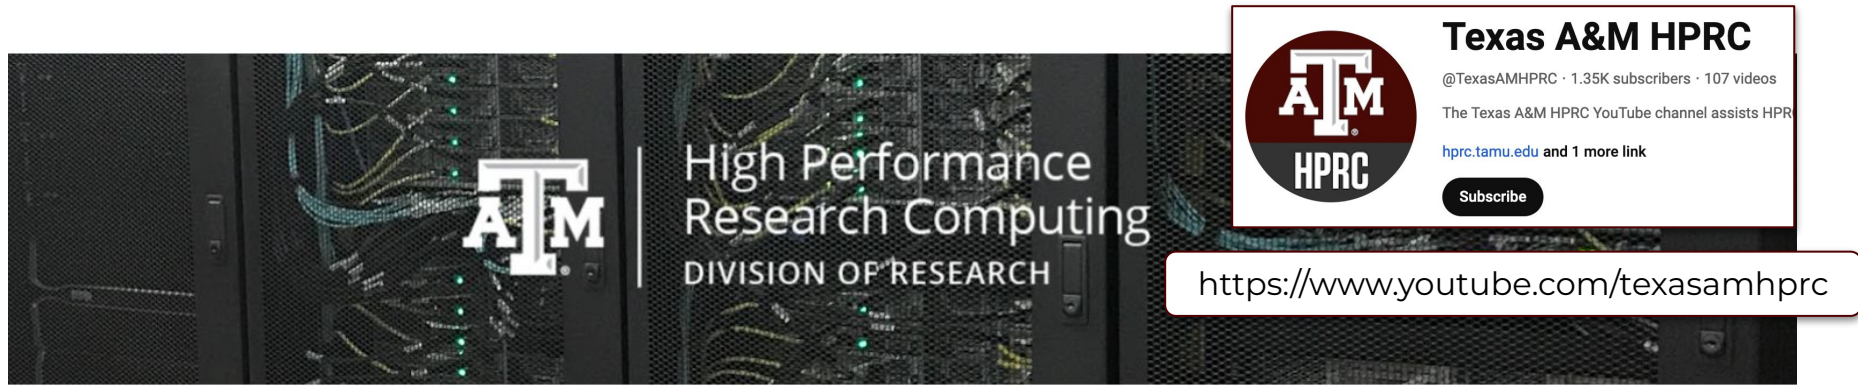 ATM
High Performance
Research Computing
DIVISION OF RESEARCH
ATM
HPRC
Texas A&M HPRC
@TexasAMHPRC · 1.35K subscribers · 107 videos
The Texas A&M HPRC YouTube channel assists HPR
hprc.tamu.edu and 1 more link
Subscribe
https://www.youtube.com/texasamhprc